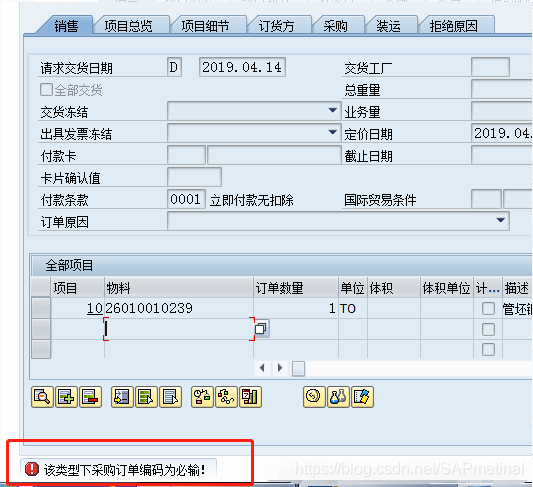 销售 项目总览 项目细节 订货方 采购 装运 拒绝原因
请求交货日期 D 2019.04.14 交货工厂
全部交货 总重量
交货冻结 业务量
出具发票冻结 定价日期 2019.04.
付款卡 截止日期
卡片确认值
付款条款 0001 立即付款无扣除 国际贸易条件
订单原因
全部项目
项目 物料 订单数量 单位 体积 体积单位 计... 描述
10 26010010239 1 TO 管坯
该类型下采购订单编码为必输!
https://blog.csdn.net/SAPmatinal